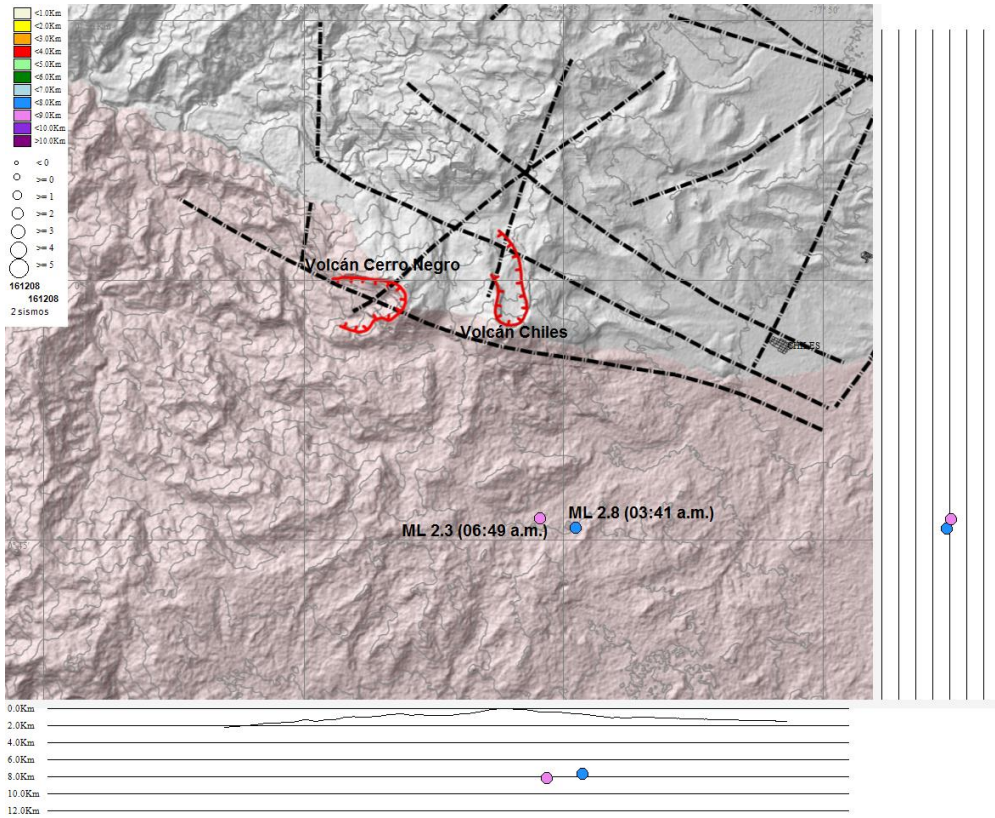 <1.0Km
<2.0Km
<3.0Km
<4.0Km
<5.0Km
<6.0Km
<7.0Km
<8.0Km
<9.0Km
<10.0Km
>10.0Km
< 0
>= 0
>= 1
>= 2
>= 3
>= 4
>= 5
161208
161208
2 sismos
Volcán Cerro Negro
Volcán Chiles
CHILES
ML 2.8 (03:41 a.m.)
ML 2.3 (06:49 a.m.)
0.0Km
2.0Km
4.0Km
6.0Km
8.0Km
10.0Km
12.0Km